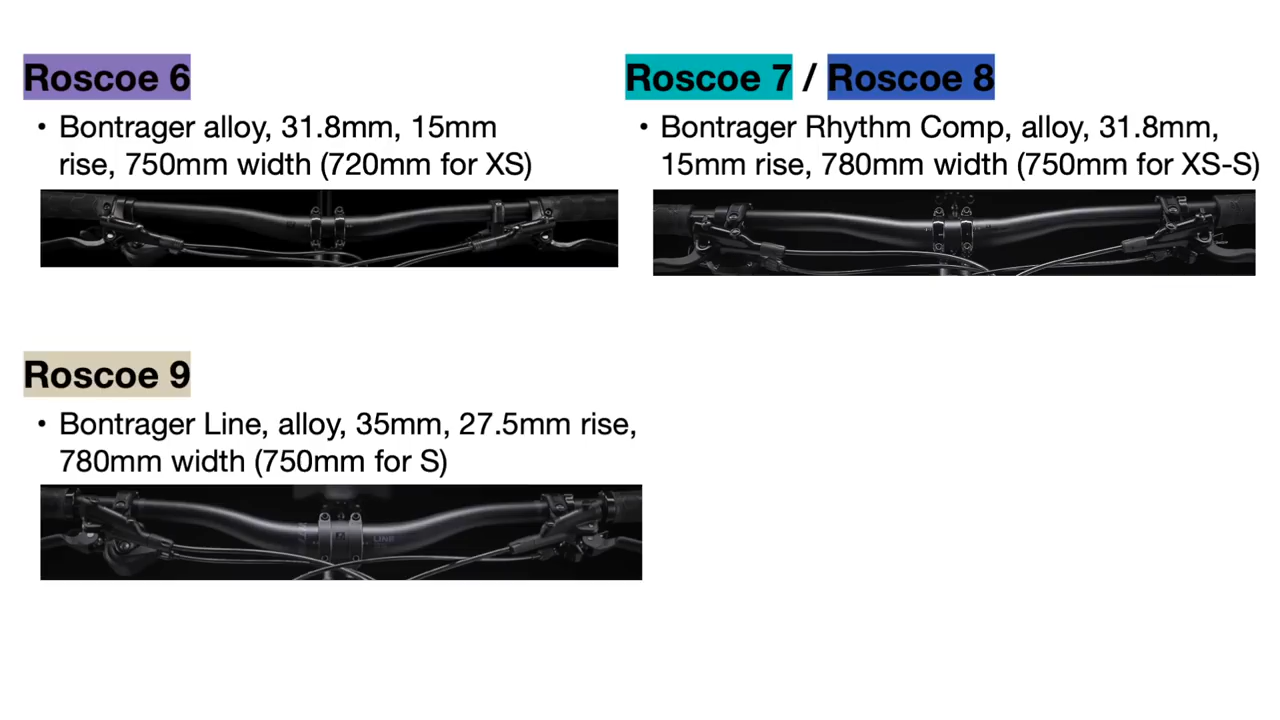 Roscoe 6
• Bontrager alloy, 31.8mm, 15mm
rise, 750mm width (720mm for XS)
Roscoe 7 / Roscoe 8
• Bontrager Rhythm Comp, alloy, 31.8mm,
15mm rise, 780mm width (750mm for XS-S)
Roscoe 9
• Bontrager Line, alloy, 35mm, 27.5mm rise,
780mm width (750mm for S)
LINE